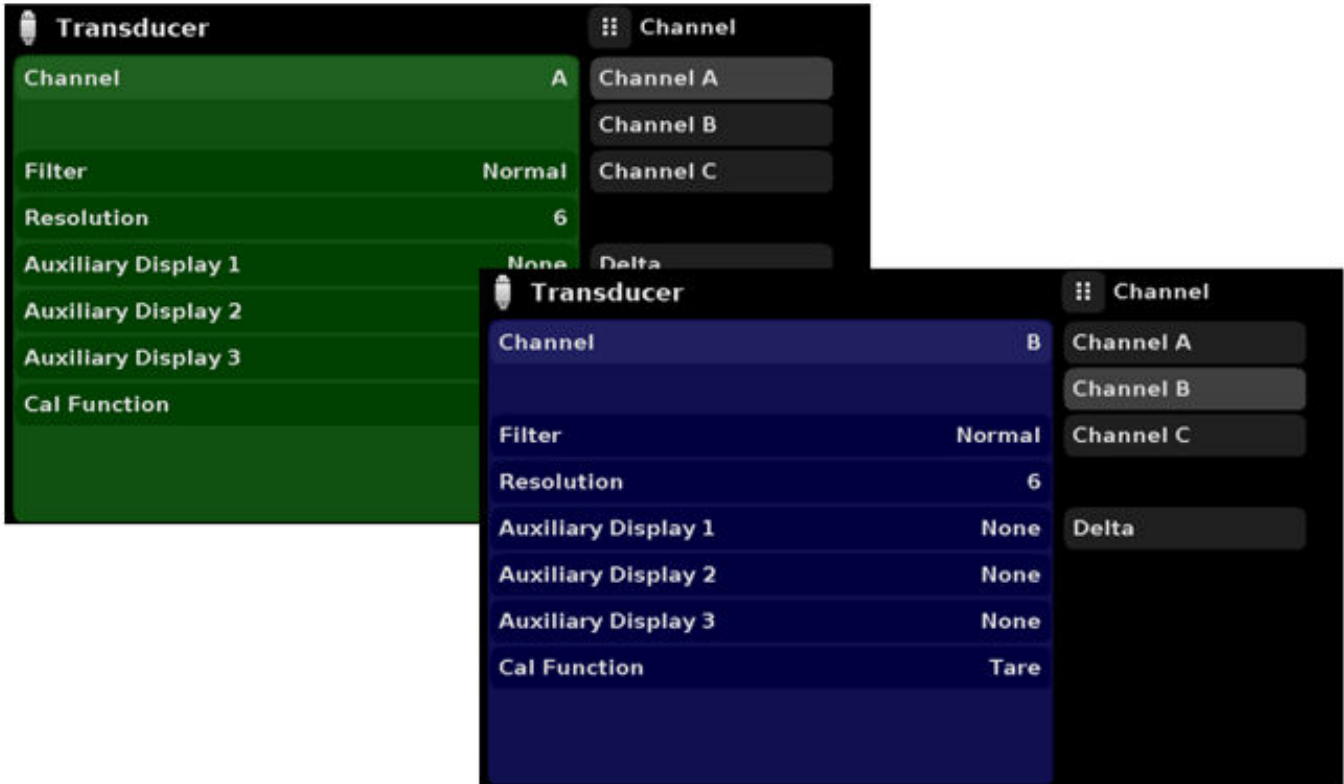 Transducer
Channel
Channel A
Channel A
Channel B
Filter Normal
Channel C
Resolution 6
Auxiliary Display 1 None
Delta
Auxiliary Display 2
Auxiliary Display 3
Cal Function
Transducer
Channel
Channel B
Channel A
Channel B
Filter Normal
Channel C
Resolution 6
Auxiliary Display 1 None
Delta
Auxiliary Display 2 None
Auxiliary Display 3 None
Cal Function Tare